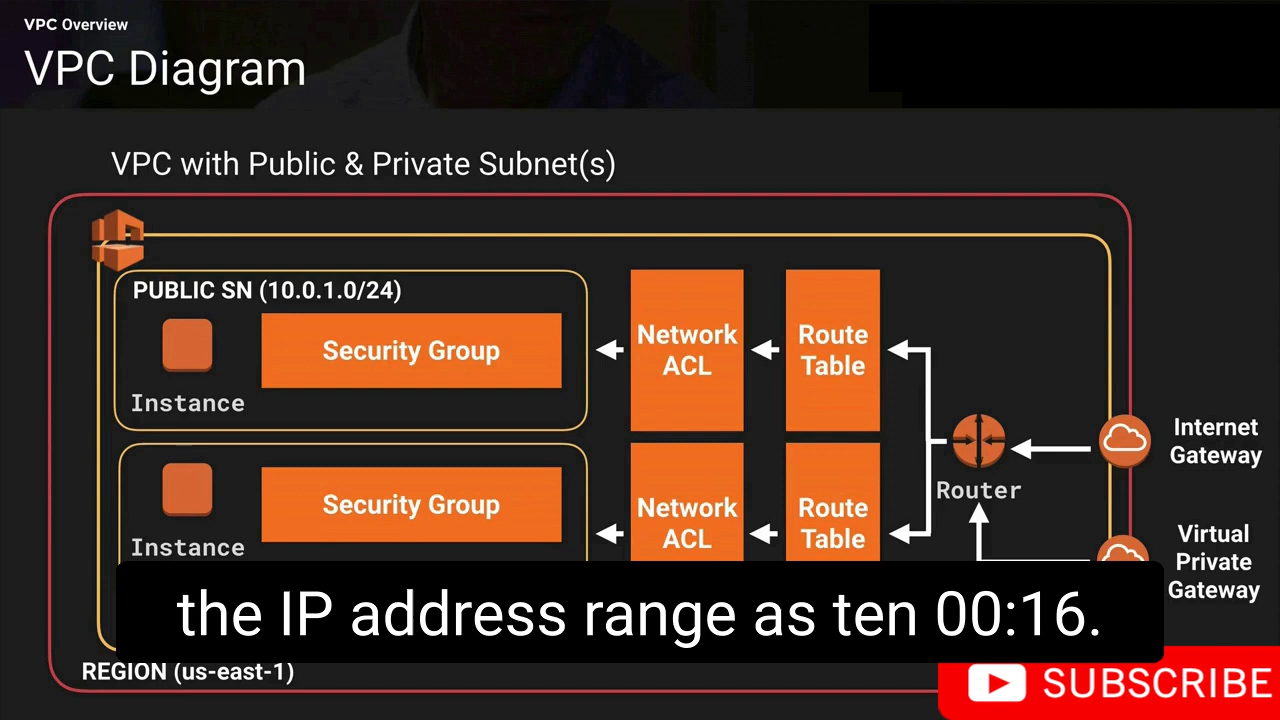 VPC Overview
VPC Diagram
VPC with Public & Private Subnet(s)
PUBLIC SN (10.0.1.0/24)
Security Group
Instance
Network
ACL
Route
Table
Internet
Gateway
Router
Security Group
Instance
Network
ACL
Route
Table
Virtual
Private
Gateway
the IP address range as ten 00:16.
REGION (us-east-1)
SUBSCRIBE